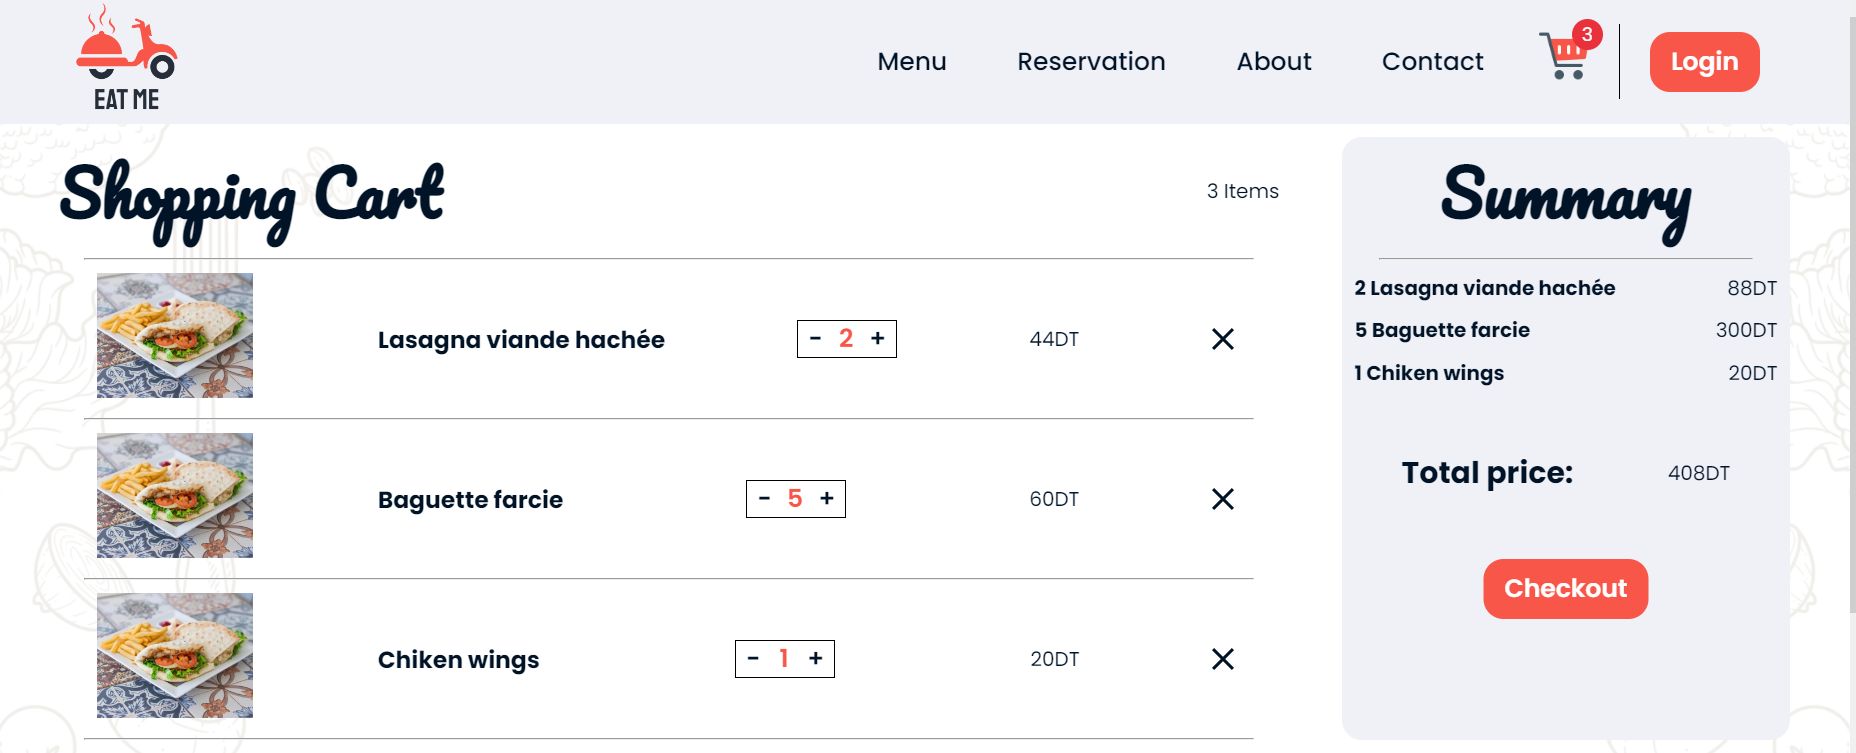 EAT ME
Menu
Reservation
About
Contact
3
Login
Shopping Cart
3 Items
Lasagna viande hachée
- 2 +
44DT
Baguette farcie
- 5 +
60DT
Chiken wings
- 1 +
20DT
Summary
2 Lasagna viande hachée 88DT
5 Baguette farcie 300DT
1 Chiken wings 20DT
Total price: 408DT
Checkout